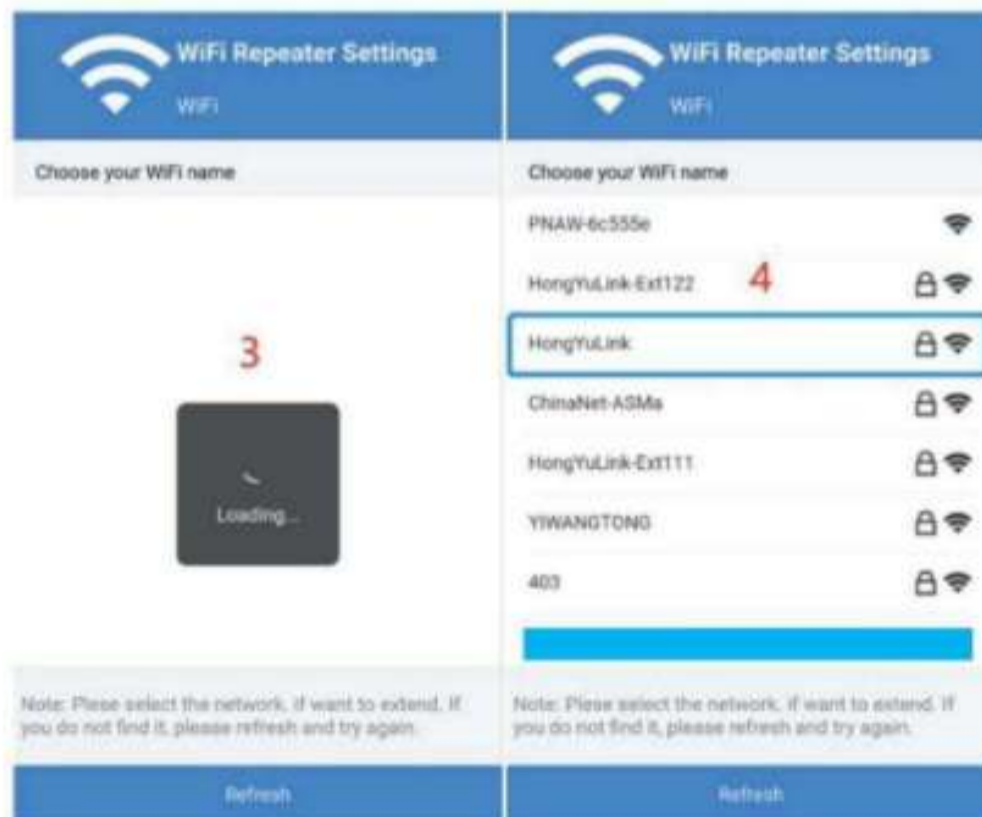 WiFi Repeater Settings
WiFi
Choose your WiFi name
3
Loading...
Note: Plese select the network, if want to extend. If
you do not find it, please refresh and try again.
Refresh
WiFi Repeater Settings
WiFi
Choose your WiFi name
PNAW-6c555e
HongYuLink-Ext122
4
HongYuLink
ChinaNet-ASMa
HongYuLink-Ext111
YIWANGTONG
403
Note: Plese select the network, if want to extend. If
you do not find it, please refresh and try again.
Refresh